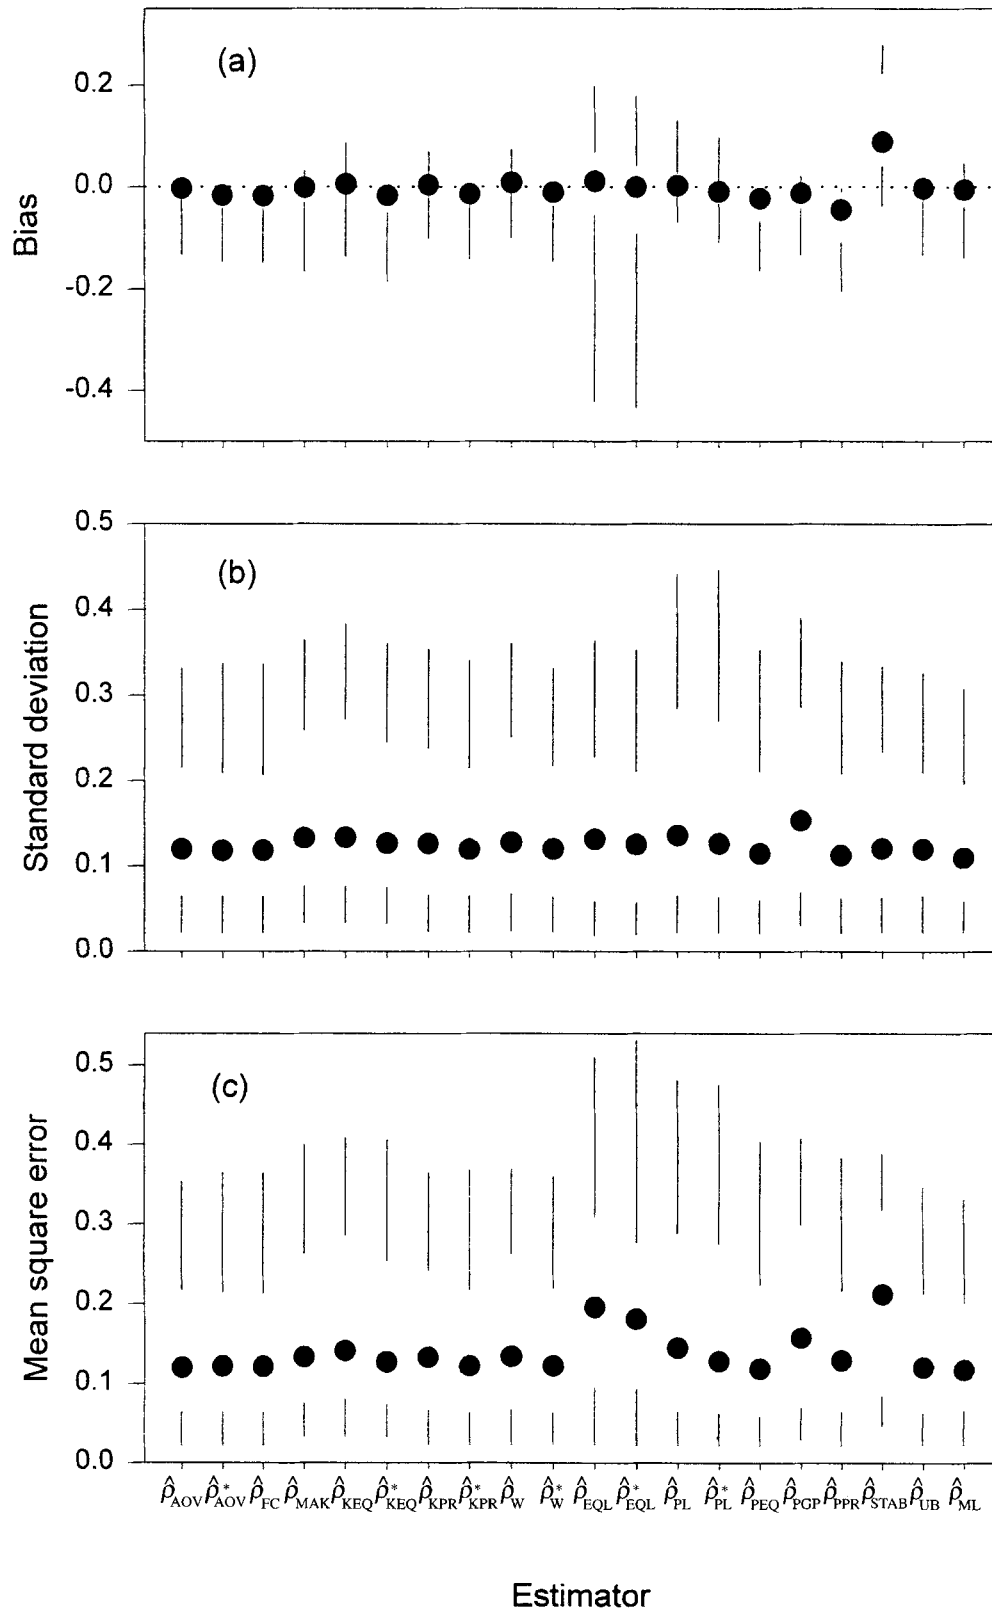 (a)
0.2
0.0
-0.2
-0.4
Bias
(b)
0.5
0.4
0.3
0.2
0.1
0.0
Standard deviation
(c)
0.5
0.4
0.3
0.2
0.1
0.0
Mean square error
ρ̂AOV ρ̂*AOV ρ̂FC ρ̂MAK ρ̂KEQ ρ̂*KEQ ρ̂KPR ρ̂*KPR ρ̂W ρ̂*W ρ̂EQL ρ̂*EQL ρ̂PL ρ̂*PL ρ̂PEQ ρ̂PGP ρ̂PPR ρ̂STAB ρ̂UB ρ̂ML
Estimator